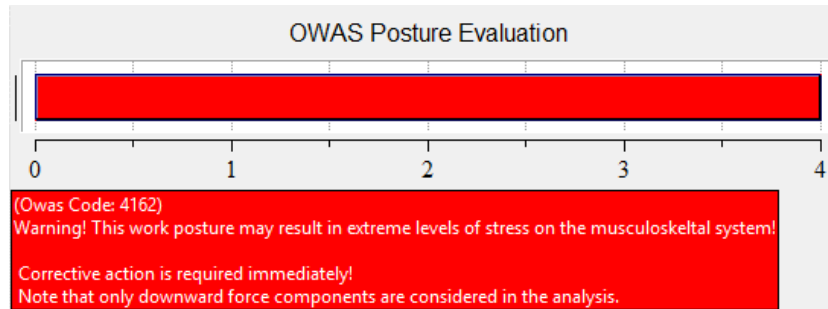 OWAS Posture Evaluation
0 1 2 3 4
(Owas Code: 4162)
Warning! This work posture may result in extreme levels of stress on the musculoskeltal system!
Corrective action is required immediately!
Note that only downward force components are considered in the analysis.